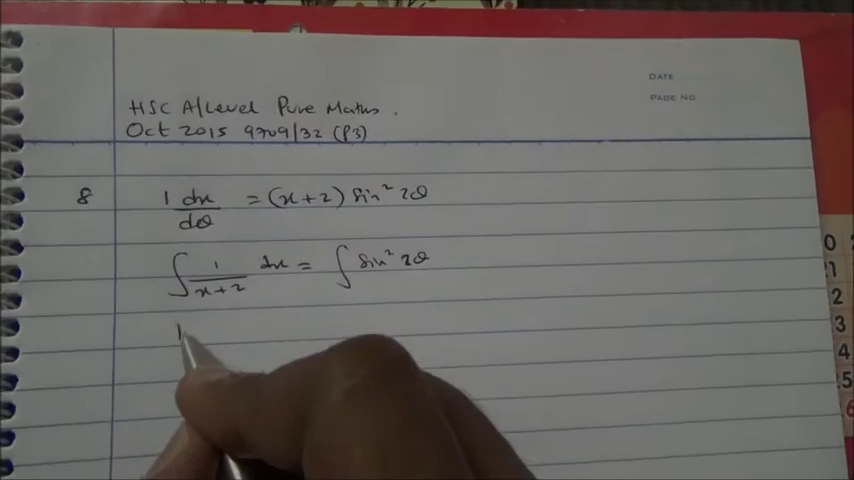 DATE
PAGE NO
HSC A/Level Pure Maths.
Oct 2015 9709/32 (P3)
8 1 dx/dθ = (x+2) sin² 2θ
∫ 1/(x+2) dx = ∫ sin² 2θ
0
1
2
3
4
5
6